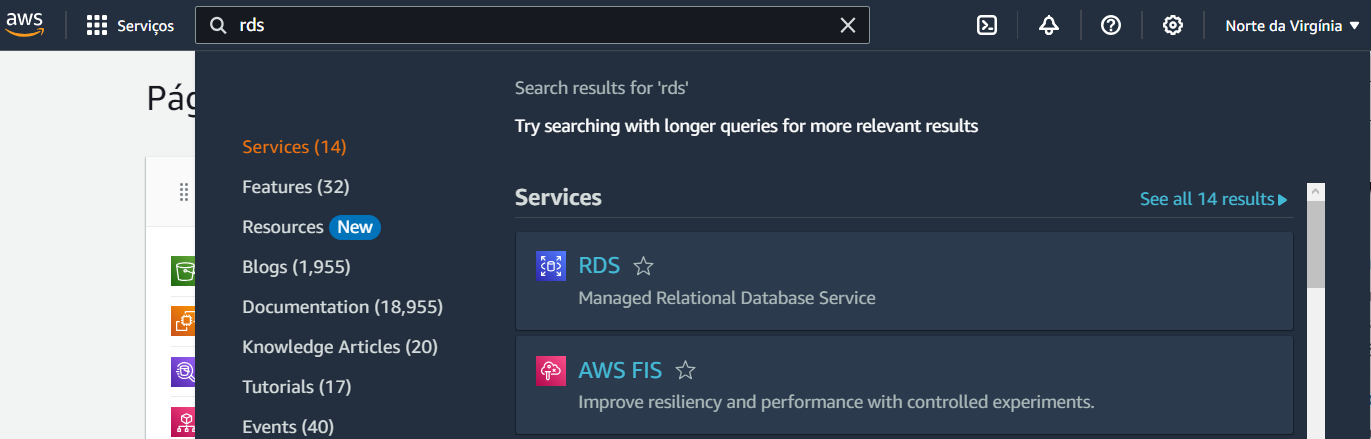 aws
Serviços
rds
Norte da Virgínia
Pág
Search results for 'rds'
Try searching with longer queries for more relevant results
Services (14)
Features (32)
Resources New
Blogs (1,955)
Documentation (18,955)
Knowledge Articles (20)
Tutorials (17)
Events (40)
Services
See all 14 results
RDS
Managed Relational Database Service
AWS FIS
Improve resiliency and performance with controlled experiments.